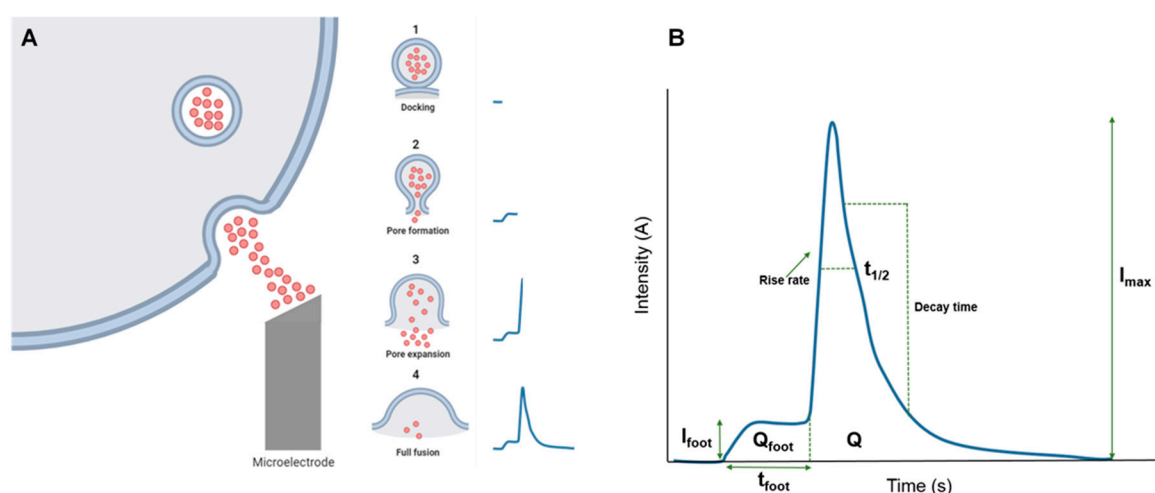 A
1
Docking
2
Pore formation
3
Pore expansion
4
Full fusion
Microelectrode
B
Intensity (A)
Rise rate
t1/2
Decay time
Imax
Ifoot
Qfoot
Q
tfoot
Time (s)